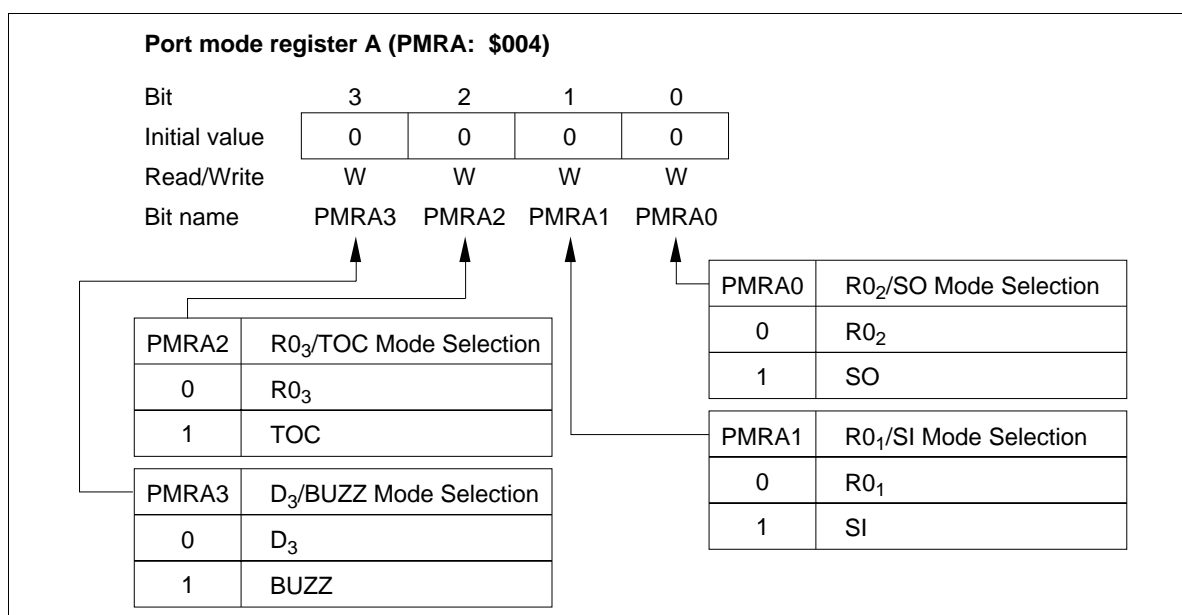 Port mode register A (PMRA: $004)
Bit 3 2 1 0
Initial value 0 0 0 0
Read/Write W W W W
Bit name PMRA3 PMRA2 PMRA1 PMRA0
PMRA0 R0₂/SO Mode Selection
0 R0₂
1 SO
PMRA2 R0₃/TOC Mode Selection
0 R0₃
1 TOC
PMRA1 R0₁/SI Mode Selection
0 R0₁
1 SI
PMRA3 D₃/BUZZ Mode Selection
0 D₃
1 BUZZ